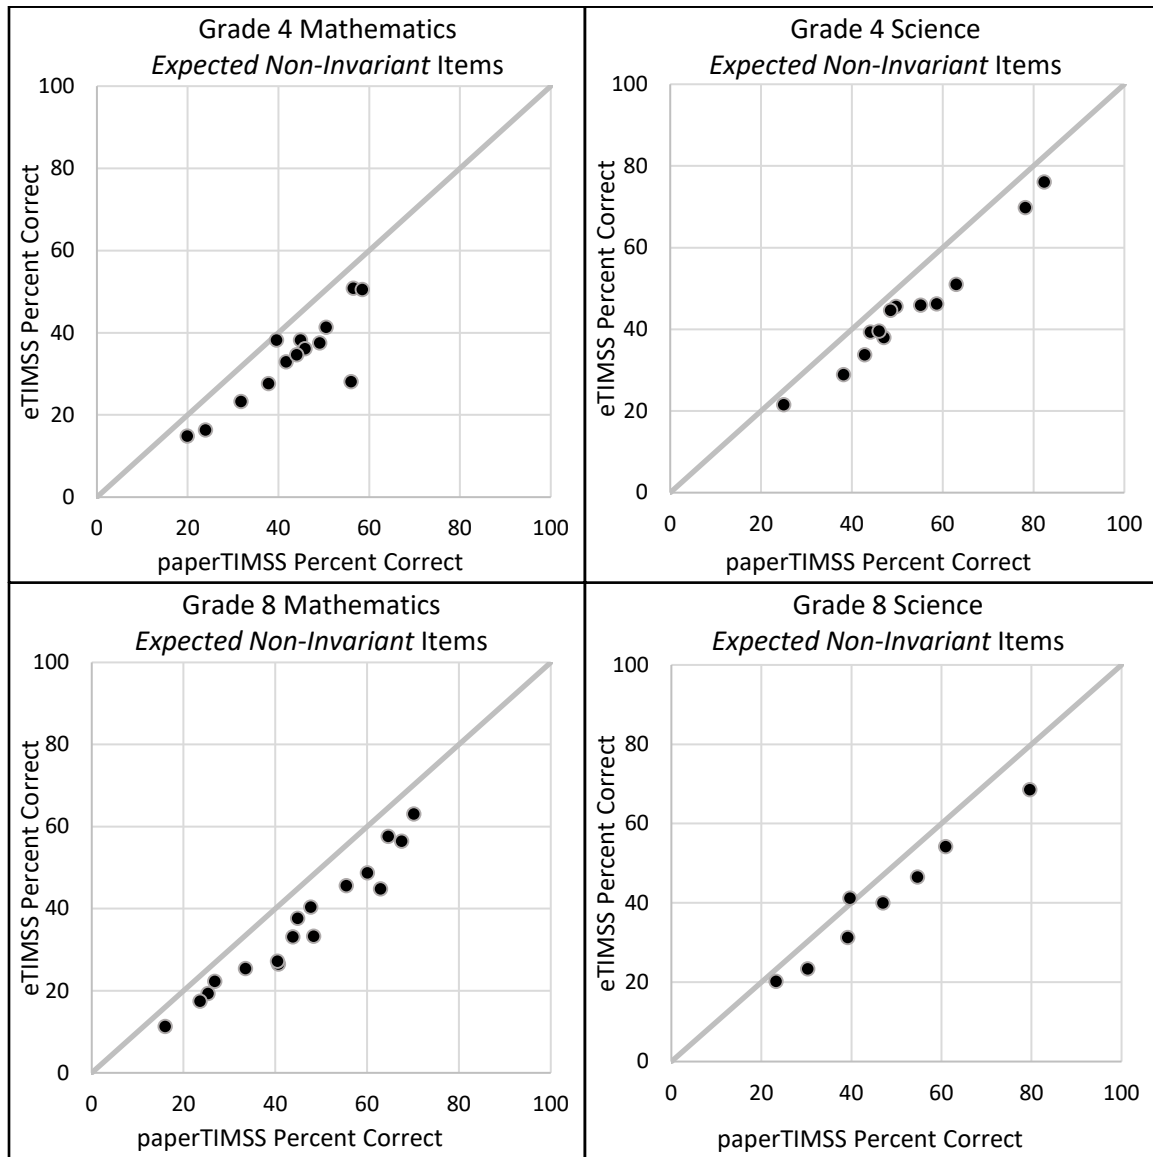 Grade 4 Mathematics
Expected Non-Invariant Items
100
80
60
40
20
0
0 20 40 60 80 100
eTIMSS Percent Correct
paperTIMSS Percent Correct
Grade 4 Science
Expected Non-Invariant Items
100
80
60
40
20
0
0 20 40 60 80 100
eTIMSS Percent Correct
paperTIMSS Percent Correct
Grade 8 Mathematics
Expected Non-Invariant Items
100
80
60
40
20
0
0 20 40 60 80 100
eTIMSS Percent Correct
paperTIMSS Percent Correct
Grade 8 Science
Expected Non-Invariant Items
100
80
60
40
20
0
0 20 40 60 80 100
eTIMSS Percent Correct
paperTIMSS Percent Correct